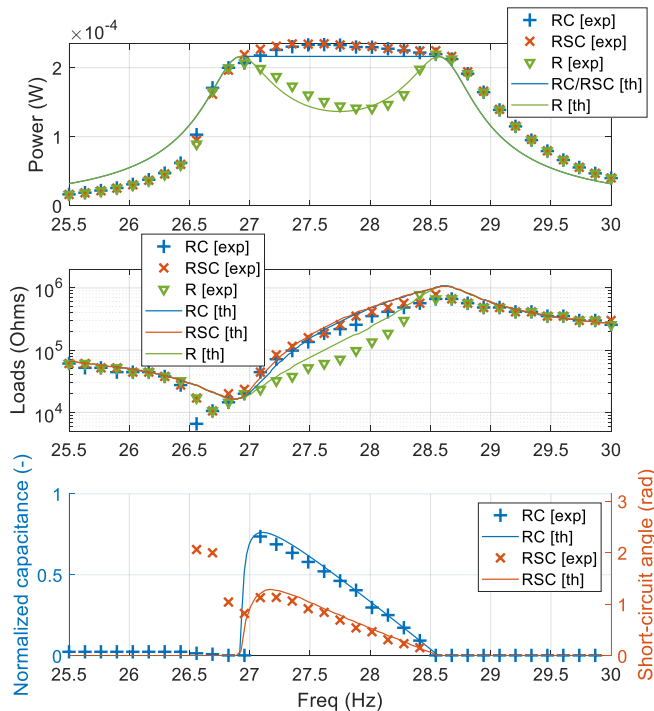 ×10⁻⁴
RC [exp]
RSC [exp]
R [exp]
RC/RSC [th]
R [th]
Power (W)
2
1
0
25.5 26 26.5 27 27.5 28 28.5 29 29.5 30
RC [exp]
RSC [exp]
R [exp]
RC [th]
RSC [th]
R [th]
Loads (Ohms)
10⁶
10⁵
10⁴
25.5 26 26.5 27 27.5 28 28.5 29 29.5 30
Normalized capacitance (-)
1
0.5
0
RC [exp]
RC [th]
RSC [exp]
RSC [th]
3
2
1
0
Short-circuit angle (rad)
25.5 26 26.5 27 27.5 28 28.5 29 29.5 30
Freq (Hz)